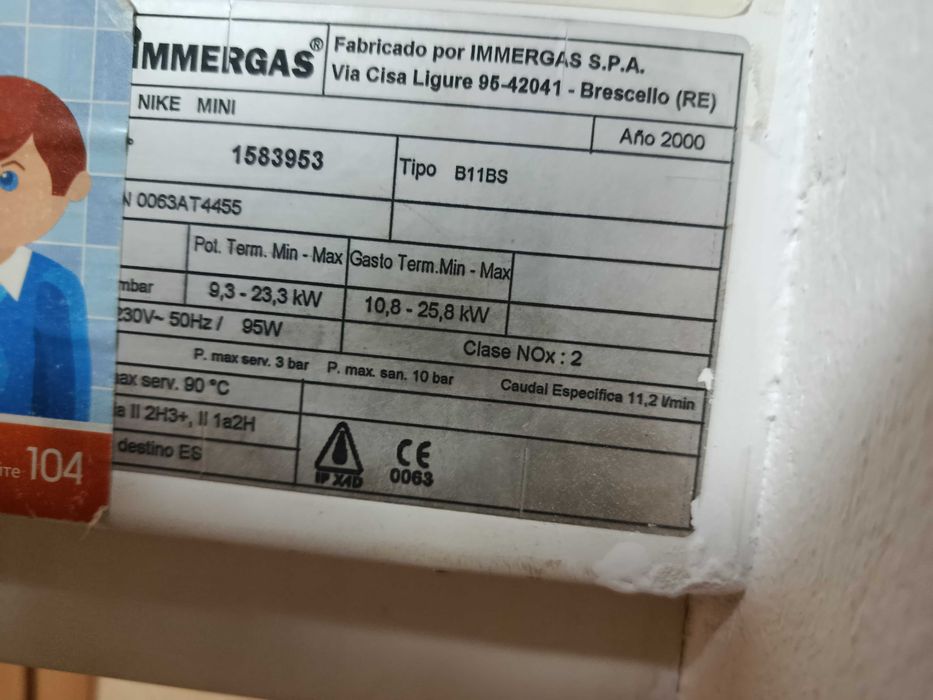 IMMERGAS®
Fabricado por IMMERGAS S.P.A.
Via Cisa Ligure 95-42041 - Brescello (RE)
NIKE MINI
Año 2000
1583953
Tipo B11BS
N 0063AT4455
Pot. Term. Min - Max
Gasto Term.Min - Max
mbar
9,3 - 23,3 kW
10,8 - 25,8 kW
230V~ 50Hz / 95W
Clase NOx : 2
P. max serv. 3 bar
P. max. san. 10 bar
Caudal Especifica 11,2 l/min
ax serv. 90 °C
a II 2H3+, II 1a2H
destino ES
IP X4D
CE
0063
те 104